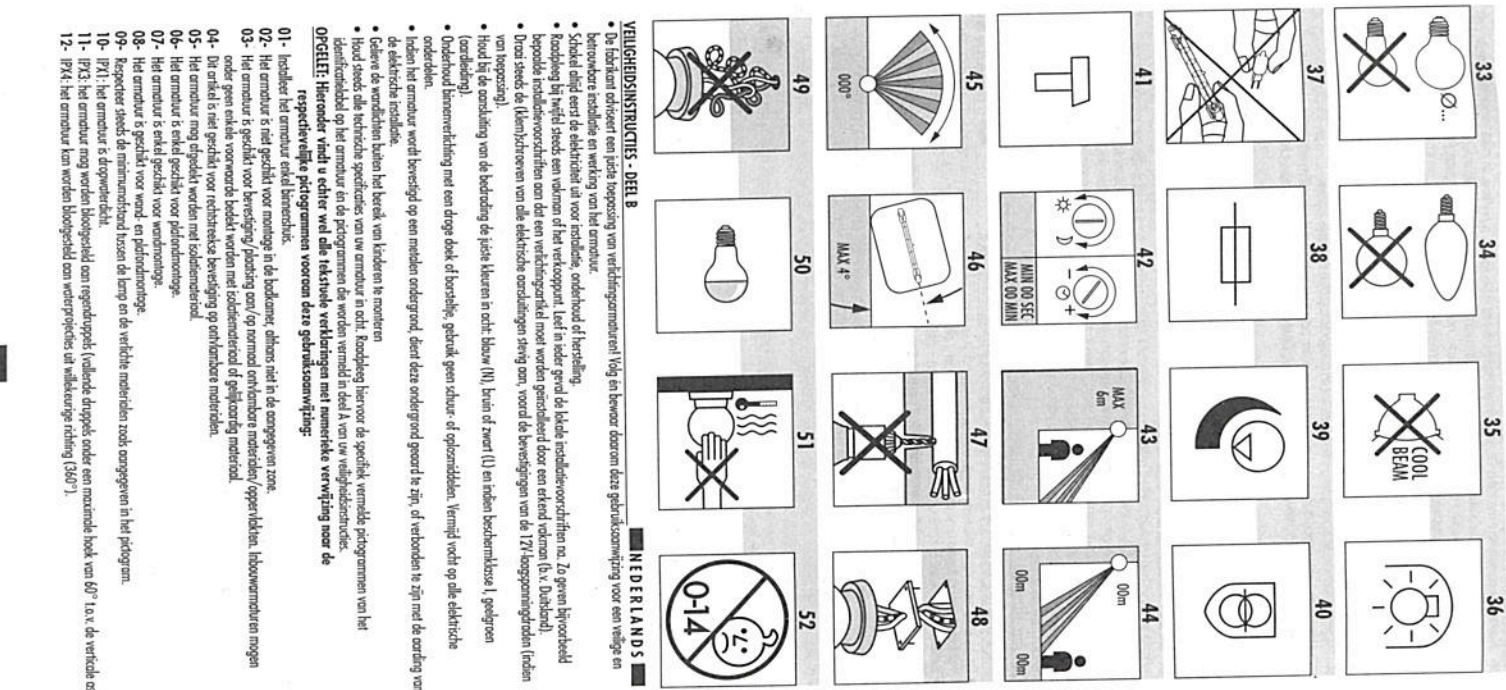 33 34 35 36
Ø...
COOL
BEAM
37 38 39 40
41 42 43 44
MIN 00 SEC
MAX 00 MIN
MAX
6m
00m
00m
45 46 47 48
000°
MAX 4°
49 50 51 52
0-14
NEDERLANDS
VEILIGHEIDSINSTRUCTIES - DEEL B
• De fabrikant adviseert een juiste toepassing van verlichtingsarmaturen! Volg én bewaar daarom deze gebruiksaanwijzing voor een veilige en
betrouwbare installatie en werking van het armatuur.
• Schakel altijd eerst de elektriciteit uit voor installatie, onderhoud of herstelling.
• Raadpleeg bij twijfel steeds een vakman of het verkooppunt. Leef in ieder geval de lokale installatievoorschriften na. Zo geven bijvoorbeeld
bepaalde installatievoorschriften aan dat een verlichtingsartikel moet worden geïnstalleerd door een erkend vakman (b.v. Duitsland).
• Draai steeds de (klem)schroeven van alle elektrische aansluitingen stevig aan, vooral de bevestigingen van de 12V-laagspanningdraden (indien
van toepassing).
• Houd bij de aansluiting van de bedrading de juiste kleuren in acht: blauw (N), bruin of zwart (L) en indien beschermklasse I, geelgroen
(aardleiding).
• Onderhoud binnenverlichting met een droge doek of borsteltje, gebruik geen schuur- of oplosmiddelen. Vermijd vocht op alle elektrische
onderdelen.
• Indien het armatuur wordt bevestigd op een metalen ondergrond, dient deze ondergrond geaard te zijn, of verbonden te zijn met de aarding van
de elektrische installatie.
• Gelieve de wandlichten buiten het bereik van kinderen te monteren
• Houd steeds alle technische specificaties van uw armatuur in acht. Raadpleeg hiervoor de specifiek vermelde pictogrammen van het
identificatielabel op het armatuur én de pictogrammen die worden vermeld in deel A van uw veiligheidsinstructies.
OPGELET: Hieronder vindt u echter wel alle tekstuele verklaringen met numerieke verwijzing naar de
respectievelijke pictogrammen vooraan deze gebruiksaanwijzing:
01- Installeer het armatuur enkel binnenshuis.
02- Het armatuur is niet geschikt voor montage in de badkamer, althans niet in de aangegeven zone.
03- Het armatuur is geschikt voor bevestiging/plaatsing aan/op normaal ontvlambare materialen/oppervlakten. Inbouwarmaturen mogen
onder geen enkele voorwaarde bedekt worden met isolatiemateriaal of gelijkaardig materiaal.
04- Dit artikel is niet geschikt voor rechtstreekse bevestiging op ontvlambare materialen.
05- Het armatuur mag afgedekt worden met isolatiemateriaal.
06- Het armatuur is enkel geschikt voor plafondmontage.
07- Het armatuur is enkel geschikt voor wandmontage.
08- Het armatuur is geschikt voor wand- en plafondmontage.
09- Respecteer steeds de minimumafstand tussen de lamp en de verlichte materialen zoals aangegeven in het pictogram.
10- IPX1: het armatuur is dropwaterdicht.
11- IPX3: het armatuur mag worden blootgesteld aan regendruppels (vallende druppels onder een maximale hoek van 60° t.o.v. de verticale as
12- IPX4: het armatuur kan worden blootgesteld aan waterprojecties uit willekeurige richting (360°).